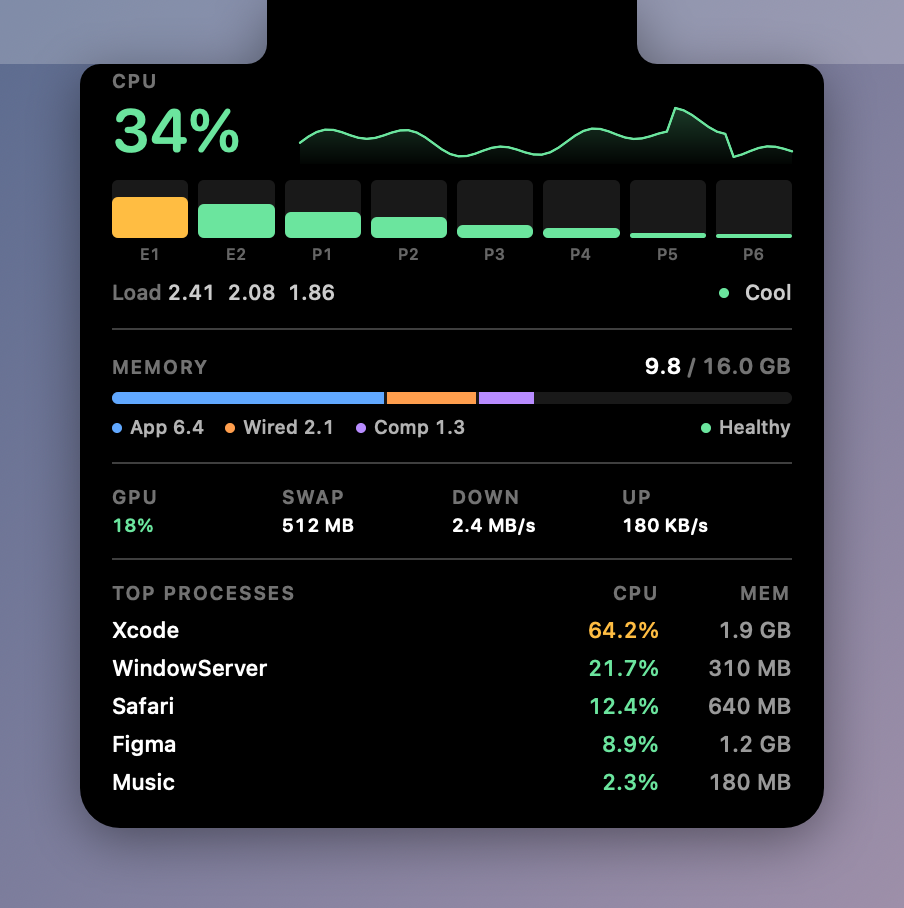 CPU
34%
E1 E2 P1 P2 P3 P4 P5 P6
Load 2.41 2.08 1.86 Cool
MEMORY 9.8 / 16.0 GB
App 6.4 Wired 2.1 Comp 1.3 Healthy
GPU SWAP DOWN UP
18% 512 MB 2.4 MB/s 180 KB/s
TOP PROCESSES CPU MEM
Xcode 64.2% 1.9 GB
WindowServer 21.7% 310 MB
Safari 12.4% 640 MB
Figma 8.9% 1.2 GB
Music 2.3% 180 MB